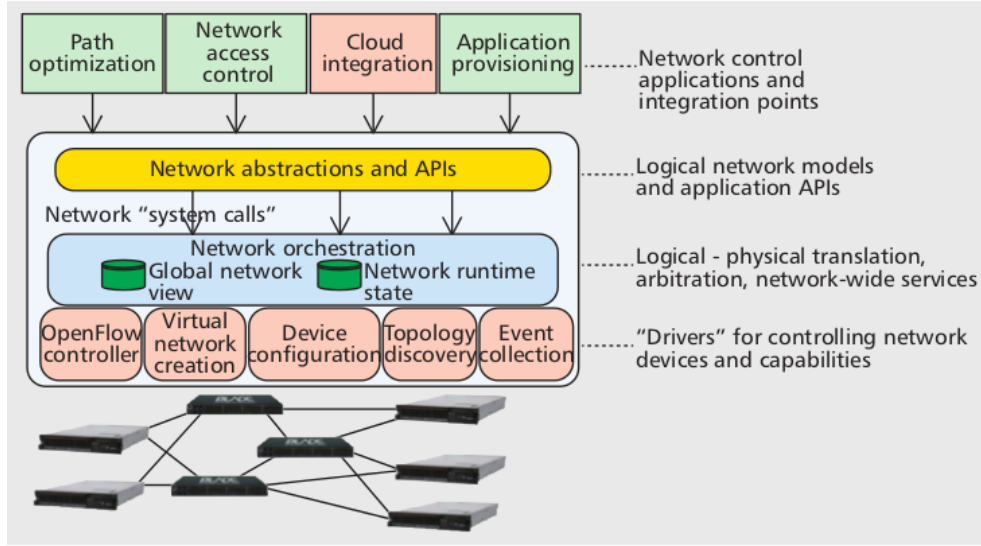 Path
optimization
Network
access
control
Cloud
integration
Application
provisioning
Network control
applications and
integration points
Network abstractions and APIs
Logical network models
and application APIs
Network “system calls”
Network orchestration
Global network
view
Network runtime
state
Logical - physical translation,
arbitration, network-wide services
OpenFlow
controller
Virtual
network
creation
Device
configuration
Topology
discovery
Event
collection
”Drivers” for controlling network
devices and capabilities
BLADE
BLADE
BLADE